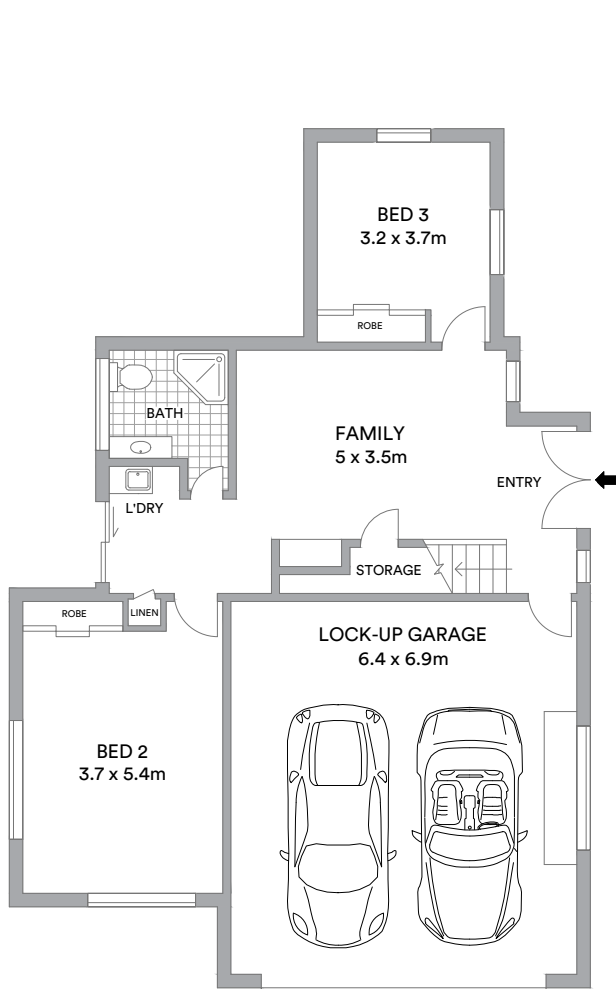 BED 3
3.2 x 3.7m
ROBE
BATH
FAMILY
5 x 3.5m
ENTRY
L'DRY
STORAGE
ROBE
LINEN
LOCK-UP GARAGE
6.4 x 6.9m
BED 2
3.7 x 5.4m